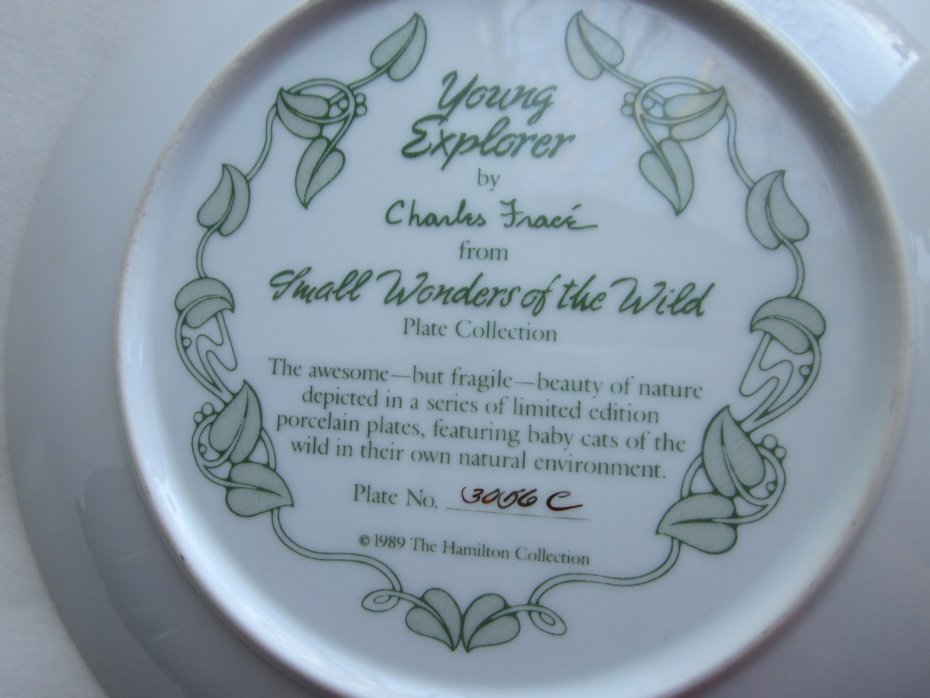 Young
Explorer
by
Charles Fracé
from
Small Wonders of the Wild
Plate Collection
The awesome—but fragile—beauty of nature
depicted in a series of limited edition
porcelain plates, featuring baby cats of the
wild in their own natural environment.
Plate No. 3056 C
© 1989 The Hamilton Collection